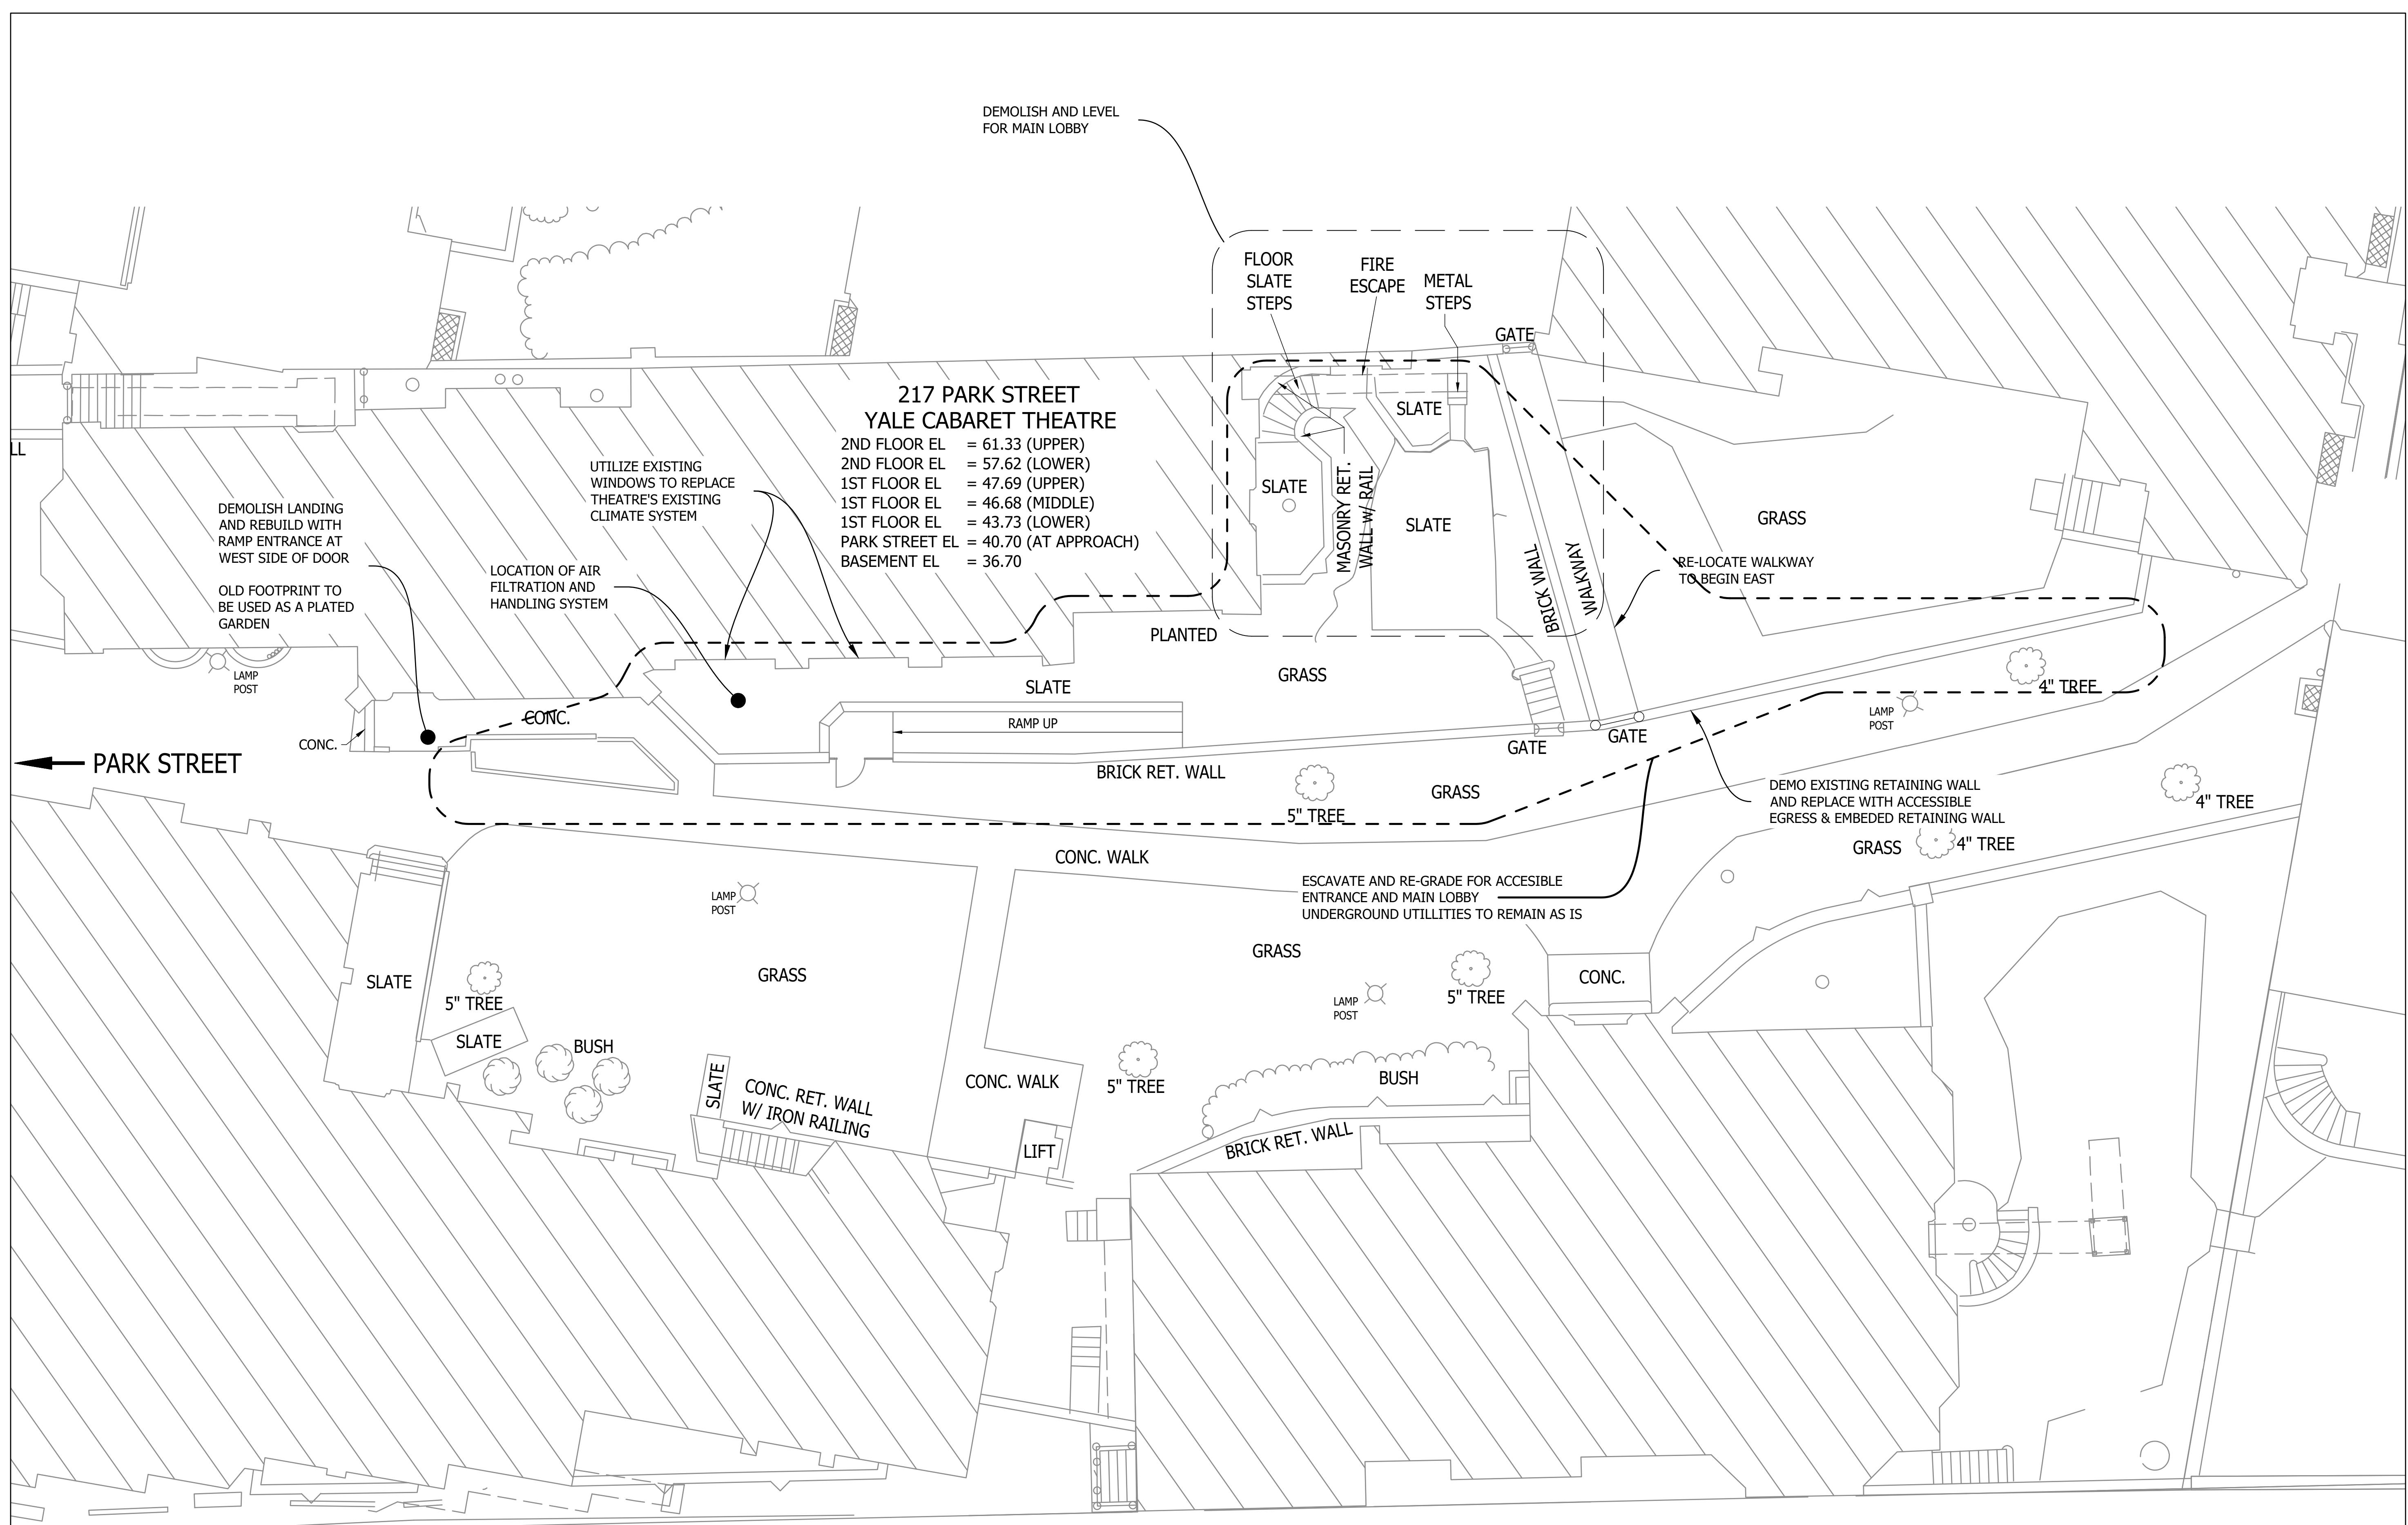 DEMOLISH AND LEVEL
FOR MAIN LOBBY
FLOOR
SLATE
STEPS
FIRE
ESCAPE
METAL
STEPS
GATE
217 PARK STREET
YALE CABARET THEATRE
2ND FLOOR EL = 61.33 (UPPER)
2ND FLOOR EL = 57.62 (LOWER)
1ST FLOOR EL = 47.69 (UPPER)
1ST FLOOR EL = 46.68 (MIDDLE)
1ST FLOOR EL = 43.73 (LOWER)
PARK STREET EL = 40.70 (AT APPROACH)
BASEMENT EL = 36.70
SLATE
LL
UTILIZE EXISTING
WINDOWS TO REPLACE
THEATRE'S EXISTING
CLIMATE SYSTEM
DEMOLISH LANDING
AND REBUILD WITH
RAMP ENTRANCE AT
WEST SIDE OF DOOR
OLD FOOTPRINT TO
BE USED AS A PLATED
GARDEN
LOCATION OF AIR
FILTRATION AND
HANDLING SYSTEM
SLATE
MASONRY RET.
WALL w/ RAIL
SLATE
BRICK WALL
WALKWAY
GRASS
RE-LOCATE WALKWAY
TO BEGIN EAST
PLANTED
GRASS
SLATE
LAMP
POST
CONC.
CONC.
RAMP UP
PARK STREET
GATE
GATE
4" TREE
LAMP
POST
BRICK RET. WALL
GRASS
5" TREE
DEMO EXISTING RETAINING WALL
AND REPLACE WITH ACCESSIBLE
EGRESS & EMBEDED RETAINING WALL
4" TREE
GRASS
4" TREE
CONC. WALK
ESCAVATE AND RE-GRADE FOR ACCESIBLE
ENTRANCE AND MAIN LOBBY
UNDERGROUND UTILLITIES TO REMAIN AS IS
LAMP
POST
GRASS
GRASS
SLATE
5" TREE
LAMP
POST
5" TREE
CONC.
SLATE
BUSH
SLATE
CONC. RET. WALL
W/ IRON RAILING
CONC. WALK
5" TREE
BUSH
LIFT
BRICK RET. WALL